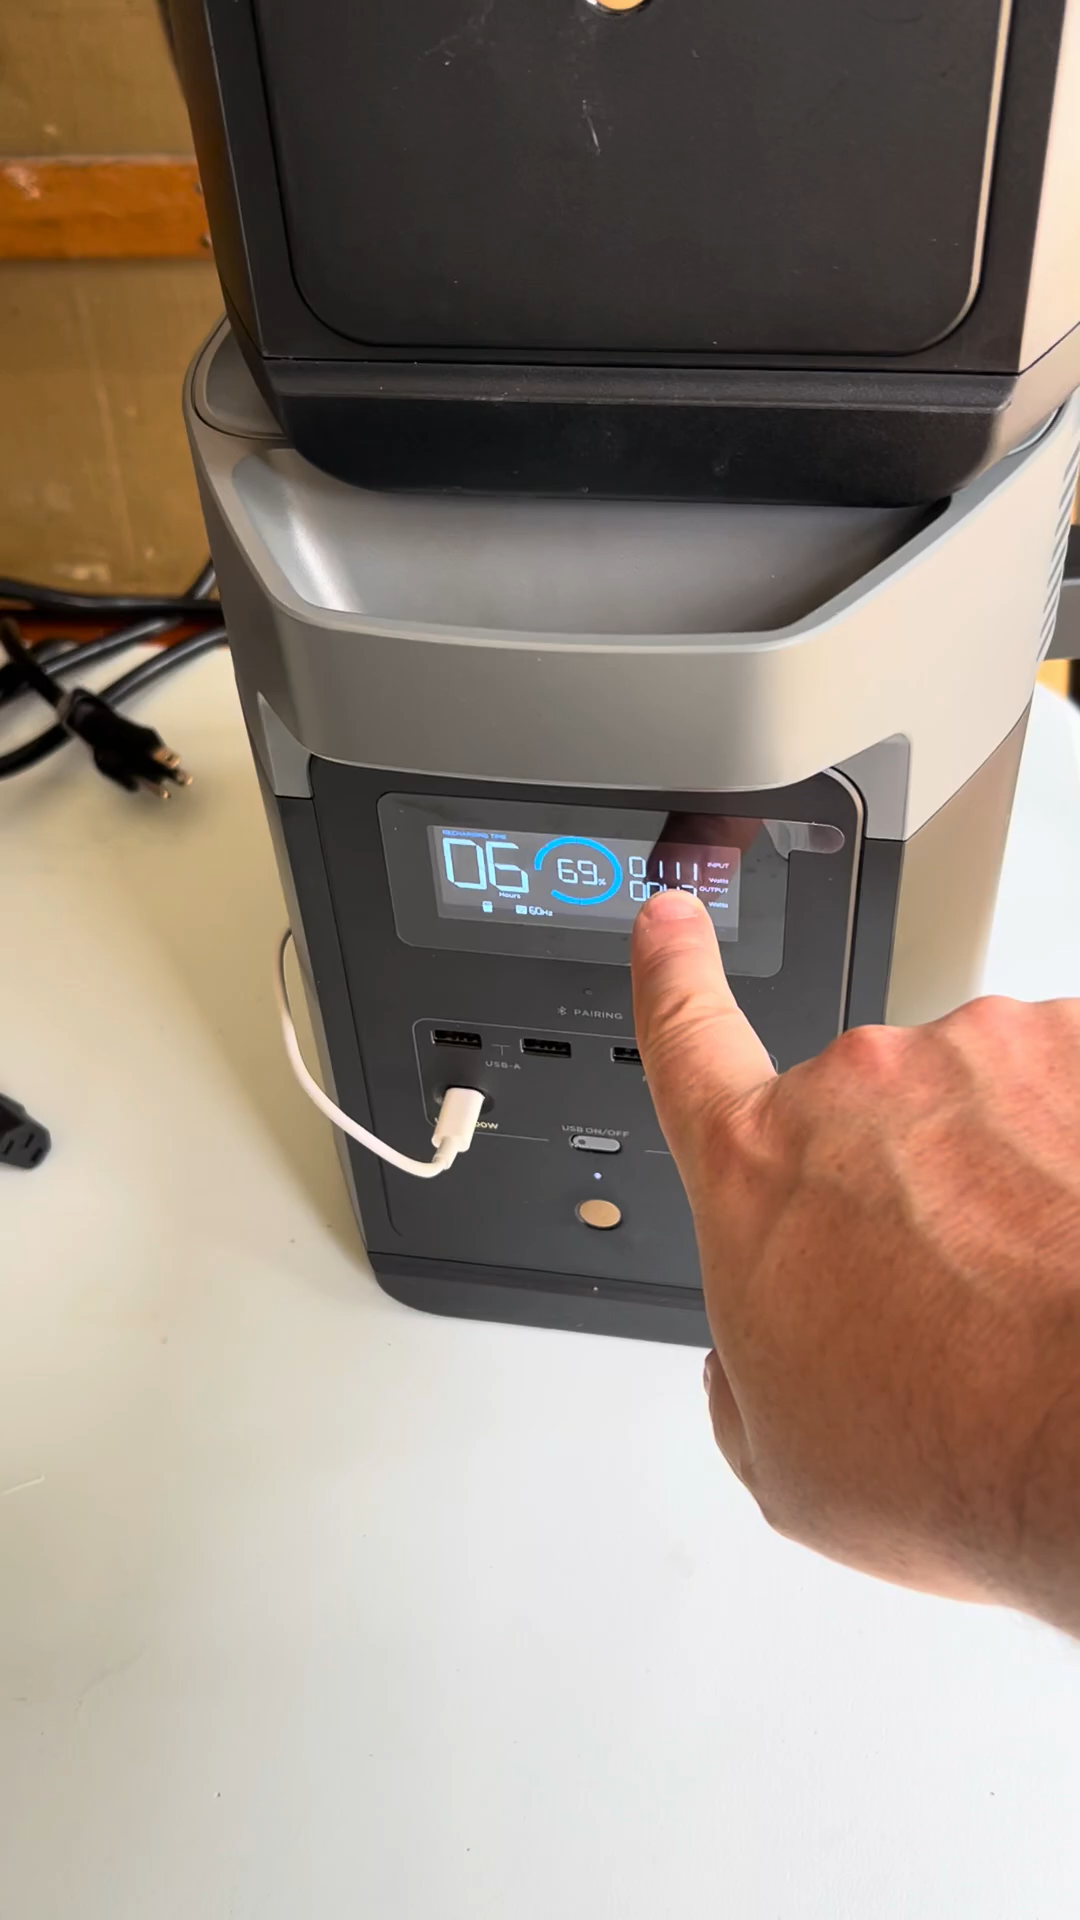 RECHARGING TIME
06
Hours
69%
0111 INPUT
Watts
OUTPUT
Watts
60Hz
PAIRING
USB-A
USB ON/OFF